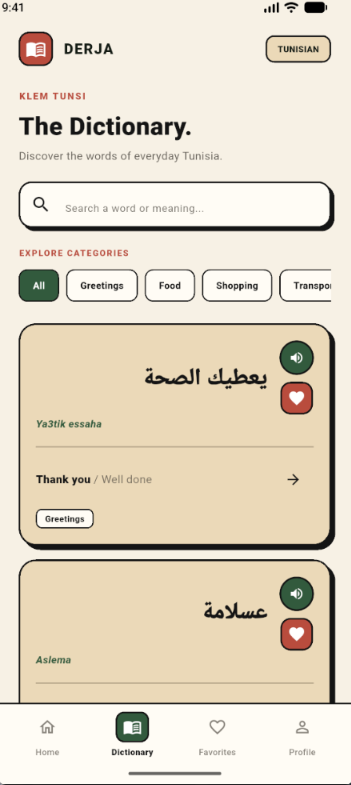 9:41
DERJA
TUNISIAN
KLEM TUNSI
The Dictionary.
Discover the words of everyday Tunisia.
Search a word or meaning...
EXPLORE CATEGORIES
All Greetings Food Shopping Transpor
يعطيك الصحة
Ya3tik essaha
Thank you / Well done
Greetings
عسلامة
Aslema
Home Dictionary Favorites Profile